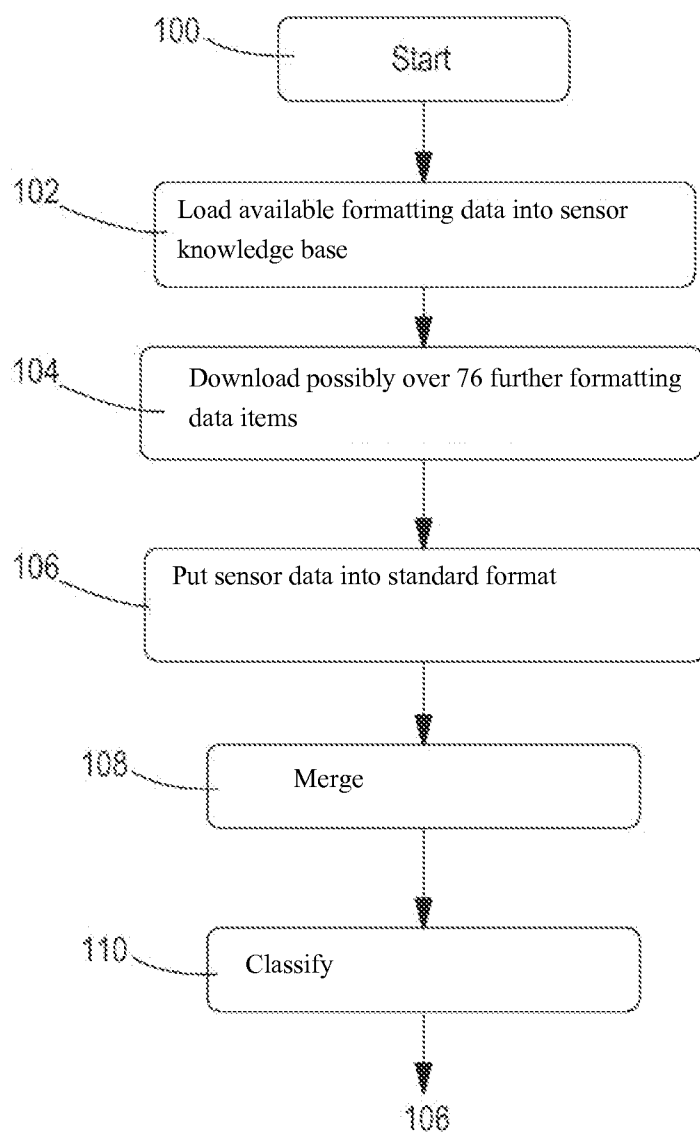 100
Start
102
Load available formatting data into sensor
knowledge base
104
Download possibly over 76 further formatting
data items
106
Put sensor data into standard format
108
Merge
110
Classify
106